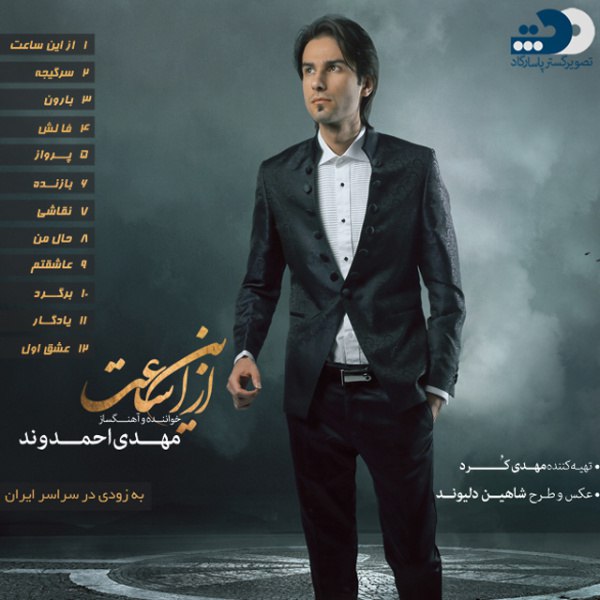 تصویرگستر پاسارگاد
۱ از این ساعت
۲ سرگیجه
۳ بارون
۴ فالش
۵ پرواز
۶ بازنده
۷ نقاشی
۸ حال من
۹ عاشقتم
۱۰ برگرد
۱۱ یادگار
۱۲ عشق اول
از این ساعت
خواننده و آهنگساز
مهدی احمدوند
به زودی در سراسر ایران
• تهیه‌کننده مهدی کُرد
• عکس و طرح شاهین دلیوند